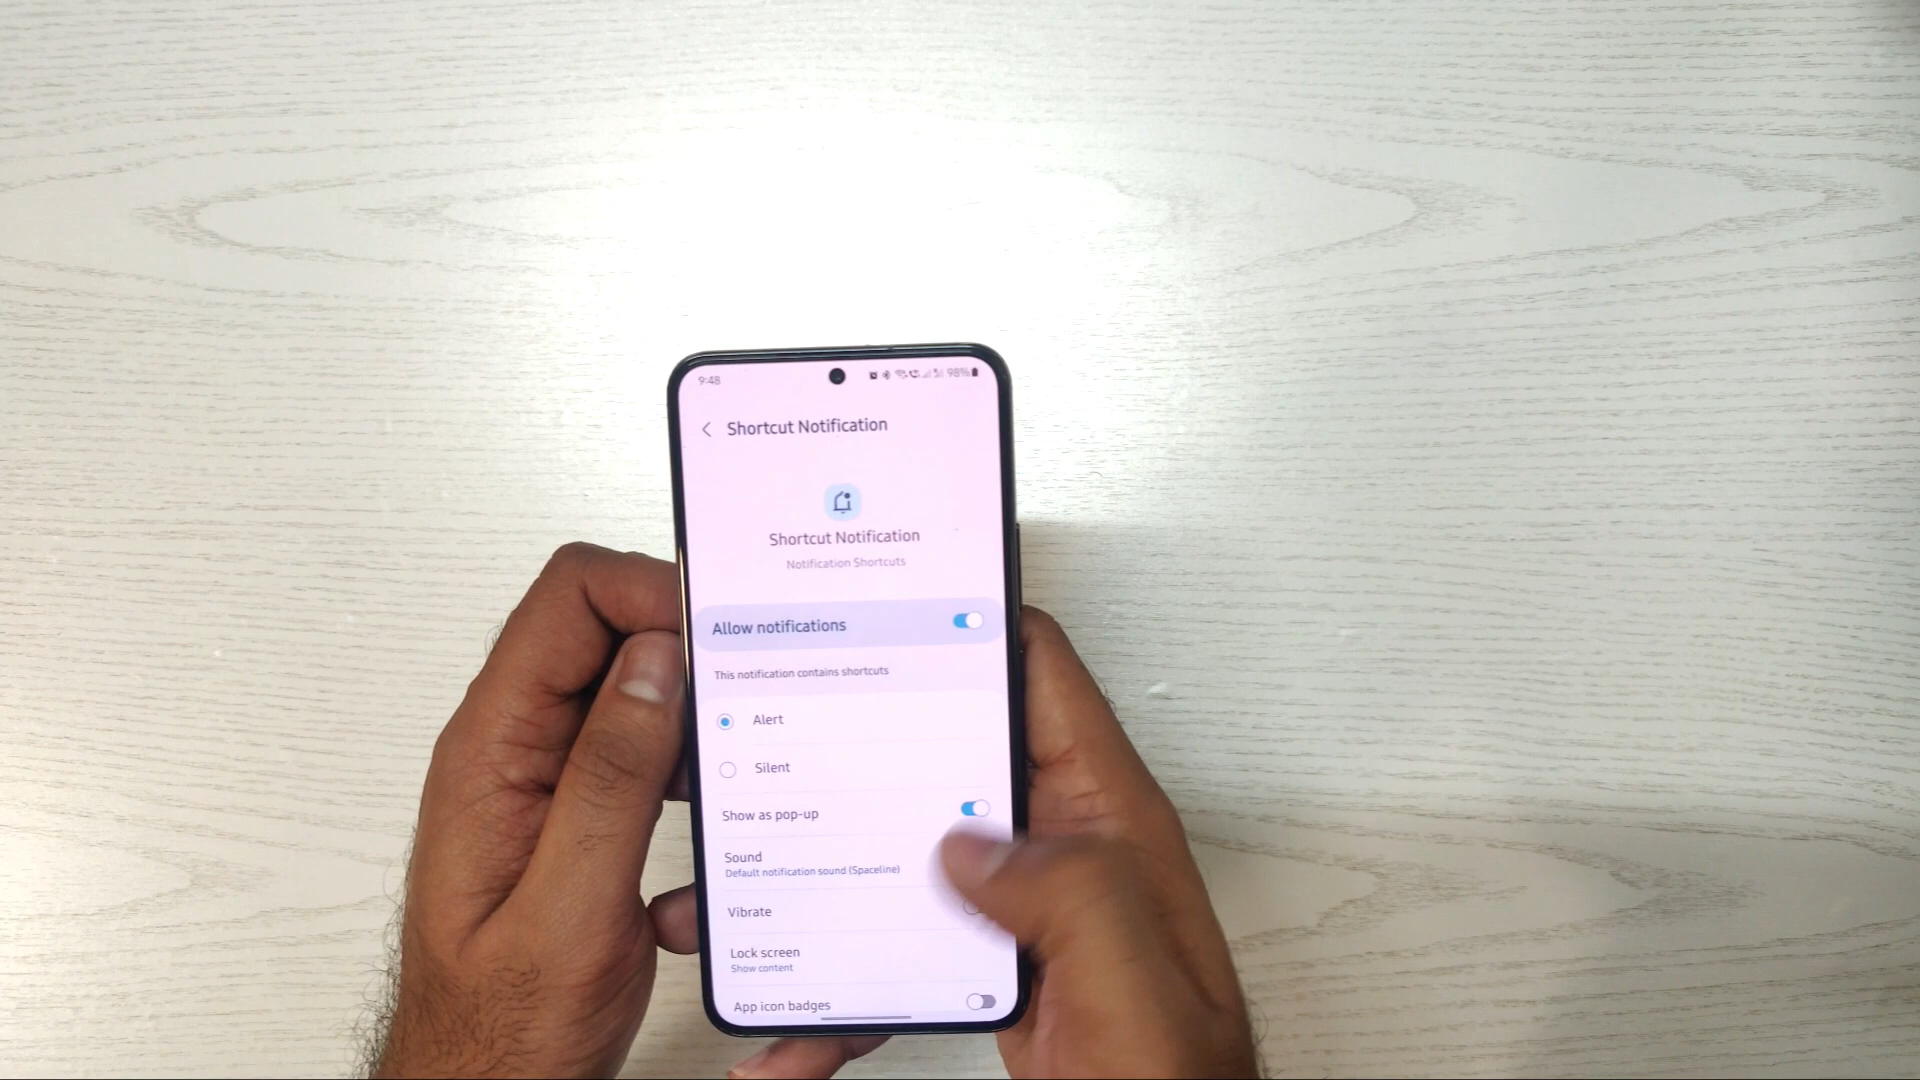 9:48
98%
Shortcut Notification
Shortcut Notification
Notification Shortcuts
Allow notifications
This notification contains shortcuts
Alert
Silent
Show as pop-up
Sound
Default notification sound (Spaceline)
Vibrate
Lock screen
Show content
App icon badges